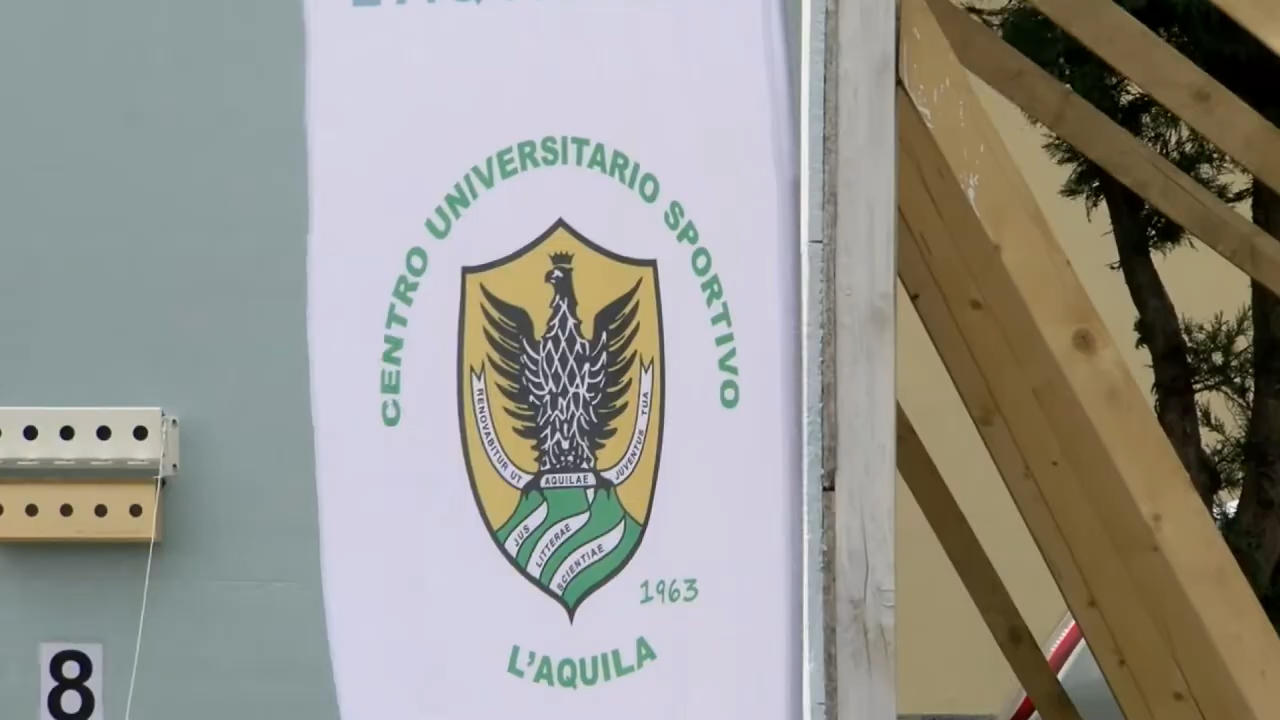 CENTRO UNIVERSITARIO SPORTIVO
RENOVABITUR UT
AQUILAE
JUVENTUS TUA
JUS
LITTERAE
SCIENTIAE
1963
L'AQUILA
8